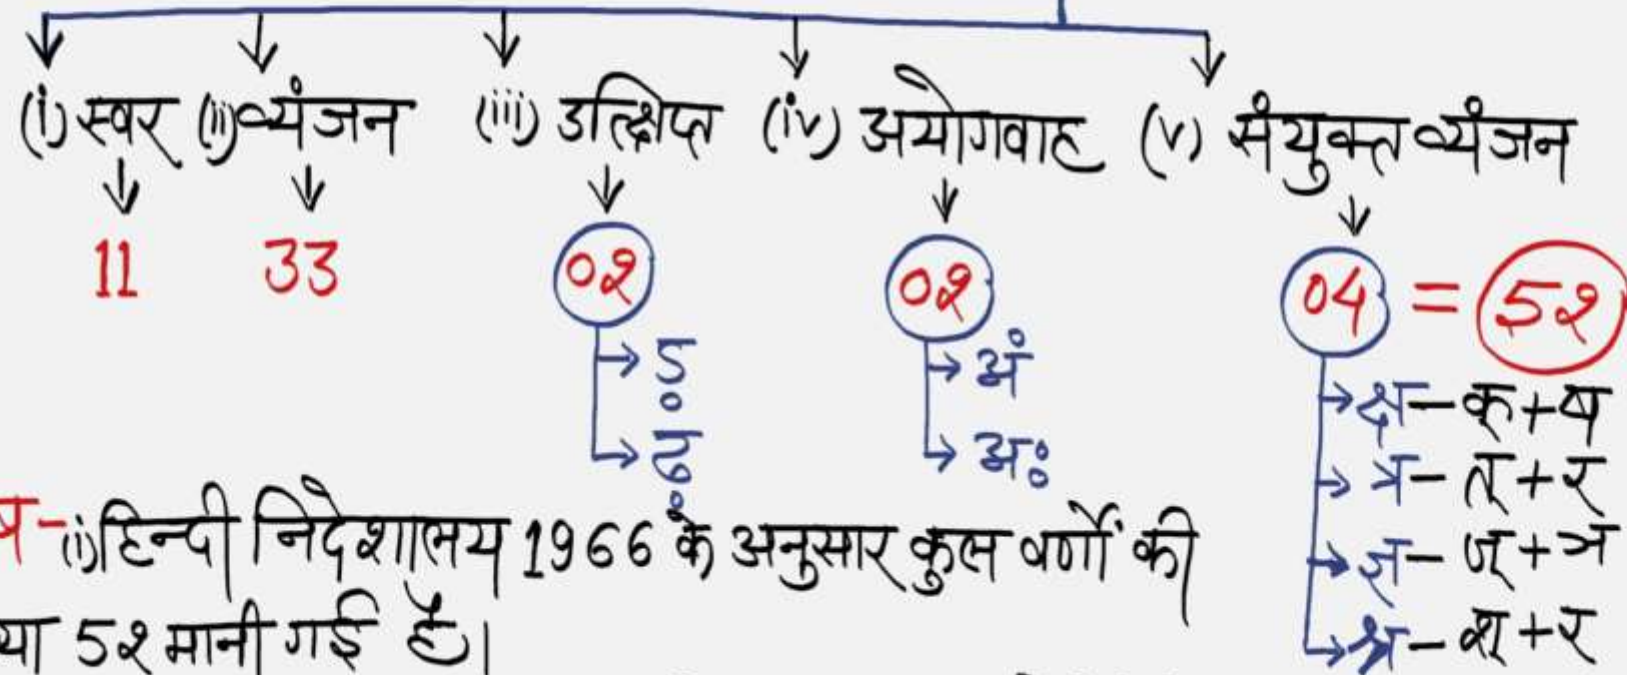 (i) स्वर (ii) व्यंजन (iii) उत्क्षिप्त (iv) अयोगवाह (v) संयुक्त व्यंजन
11 33 02 02 04 = 52
ड़ अं क्ष - क् + ष
ढ़ अः त्र - त् + र
ज्ञ - ज् + ञ
श्र - श् + र
(i) हिन्दी निदेशालय 1966 के अनुसार कुल वर्णों की
52 मानी गई है।